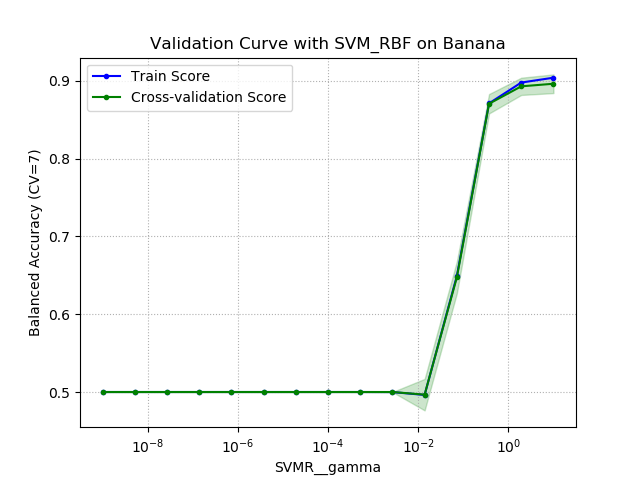 Validation Curve with SVM_RBF on Banana
Train Score
Cross-validation Score
Balanced Accuracy (CV=7)
0.9
0.8
0.7
0.6
0.5
10⁻⁸ 10⁻⁶ 10⁻⁴ 10⁻² 10⁰
SVMR__gamma